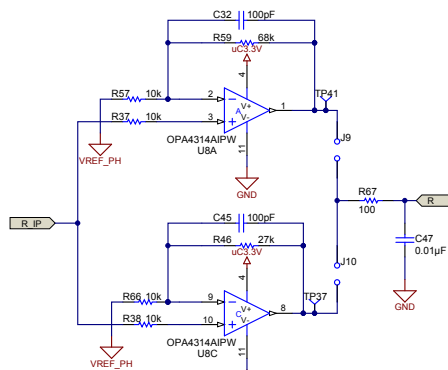 C32 100pF
R59 68k
uC3.3V
4
TP41
R57 10k 2 V+ 1
A
R37 10k 3 V-
OPA4314AIPW
U8A
11
J9
VREF_PH
GND
R67
100
R
R_IP
C45 100pF
R46 27k
uC3.3V
C47
0.01µF
J10
4
TP37
R66 10k 9 V+ 8
C
R38 10k 10 V-
GND
OPA4314AIPW
U8C
11
VREF_PH